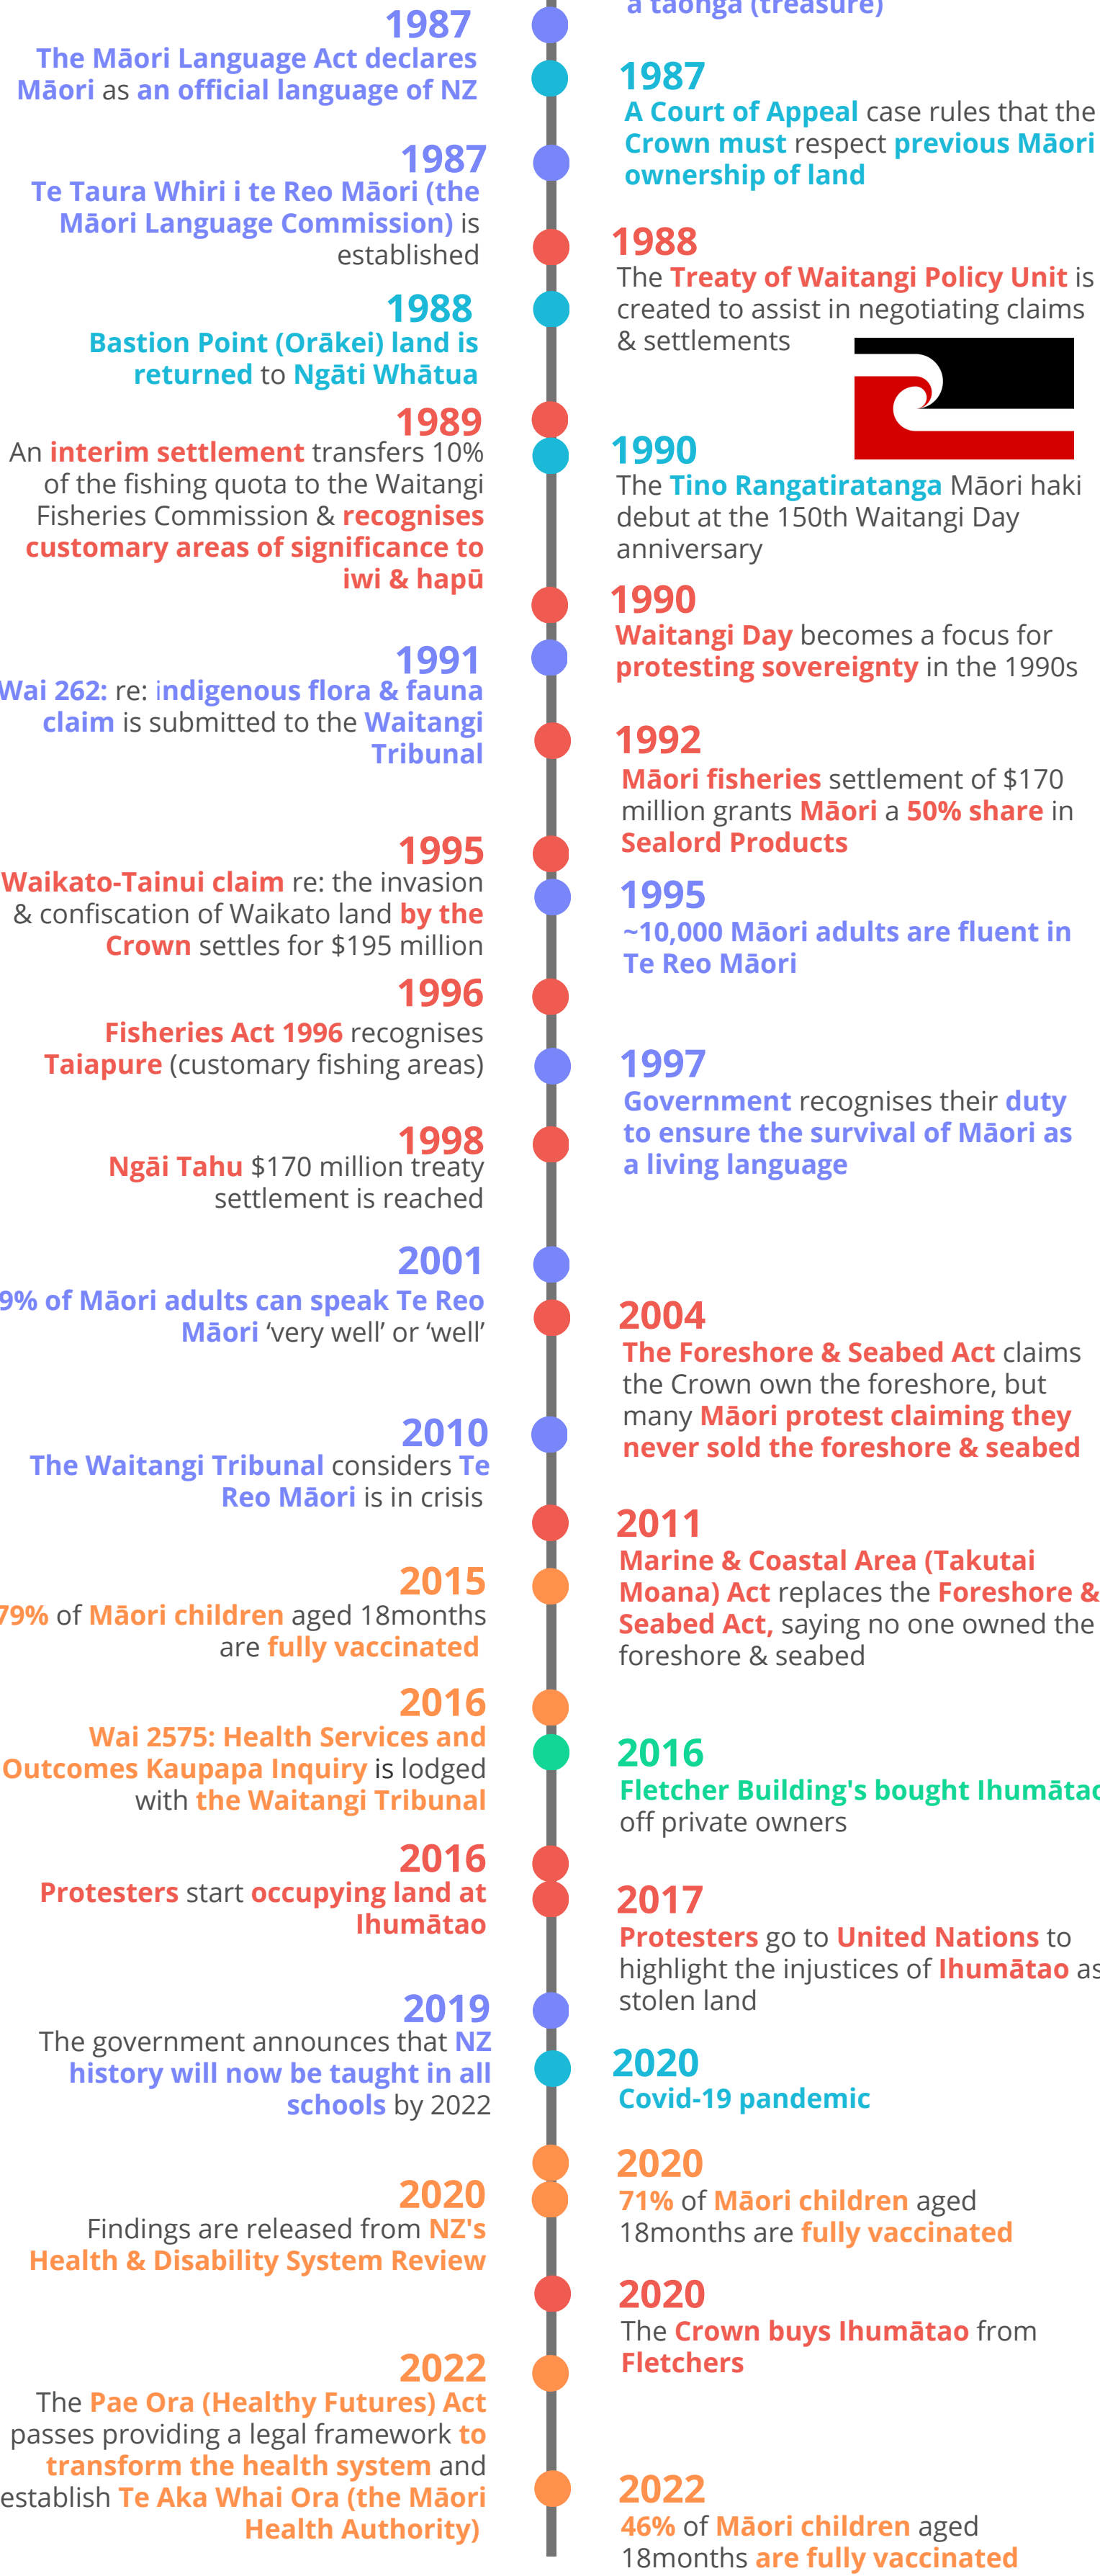 a taonga (treasure)
1987
The Māori Language Act declares
Māori as an official language of NZ
1987
A Court of Appeal case rules that the
Crown must respect previous Māori
ownership of land
1987
Te Taura Whiri i te Reo Māori (the
Māori Language Commission) is
established
1988
The Treaty of Waitangi Policy Unit is
created to assist in negotiating claims
& settlements
1988
Bastion Point (Orākei) land is
returned to Ngāti Whātua
1989
An interim settlement transfers 10%
of the fishing quota to the Waitangi
Fisheries Commission & recognises
customary areas of significance to
iwi & hapū
1990
The Tino Rangatiratanga Māori haki
debut at the 150th Waitangi Day
anniversary
1990
Waitangi Day becomes a focus for
protesting sovereignty in the 1990s
1991
Wai 262: re: indigenous flora & fauna
claim is submitted to the Waitangi
Tribunal
1992
Māori fisheries settlement of $170
million grants Māori a 50% share in
Sealord Products
1995
Waikato-Tainui claim re: the invasion
& confiscation of Waikato land by the
Crown settles for $195 million
1995
~10,000 Māori adults are fluent in
Te Reo Māori
1996
Fisheries Act 1996 recognises
Taiapure (customary fishing areas)
1997
Government recognises their duty
to ensure the survival of Māori as
a living language
1998
Ngāi Tahu $170 million treaty
settlement is reached
2001
9% of Māori adults can speak Te Reo
Māori ‘very well’ or ‘well’
2004
The Foreshore & Seabed Act claims
the Crown own the foreshore, but
many Māori protest claiming they
never sold the foreshore & seabed
2010
The Waitangi Tribunal considers Te
Reo Māori is in crisis
2011
Marine & Coastal Area (Takutai
Moana) Act replaces the Foreshore &
Seabed Act, saying no one owned the
foreshore & seabed
2015
79% of Māori children aged 18months
are fully vaccinated
2016
Wai 2575: Health Services and
Outcomes Kaupapa Inquiry is lodged
with the Waitangi Tribunal
2016
Fletcher Building's bought Ihumātao
off private owners
2016
Protesters start occupying land at
Ihumātao
2017
Protesters go to United Nations to
highlight the injustices of Ihumātao as
stolen land
2019
The government announces that NZ
history will now be taught in all
schools by 2022
2020
Covid-19 pandemic
2020
71% of Māori children aged
18months are fully vaccinated
2020
Findings are released from NZ's
Health & Disability System Review
2020
The Crown buys Ihumātao from
Fletchers
2022
The Pae Ora (Healthy Futures) Act
passes providing a legal framework to
transform the health system and
establish Te Aka Whai Ora (the Māori
Health Authority)
2022
46% of Māori children aged
18months are fully vaccinated